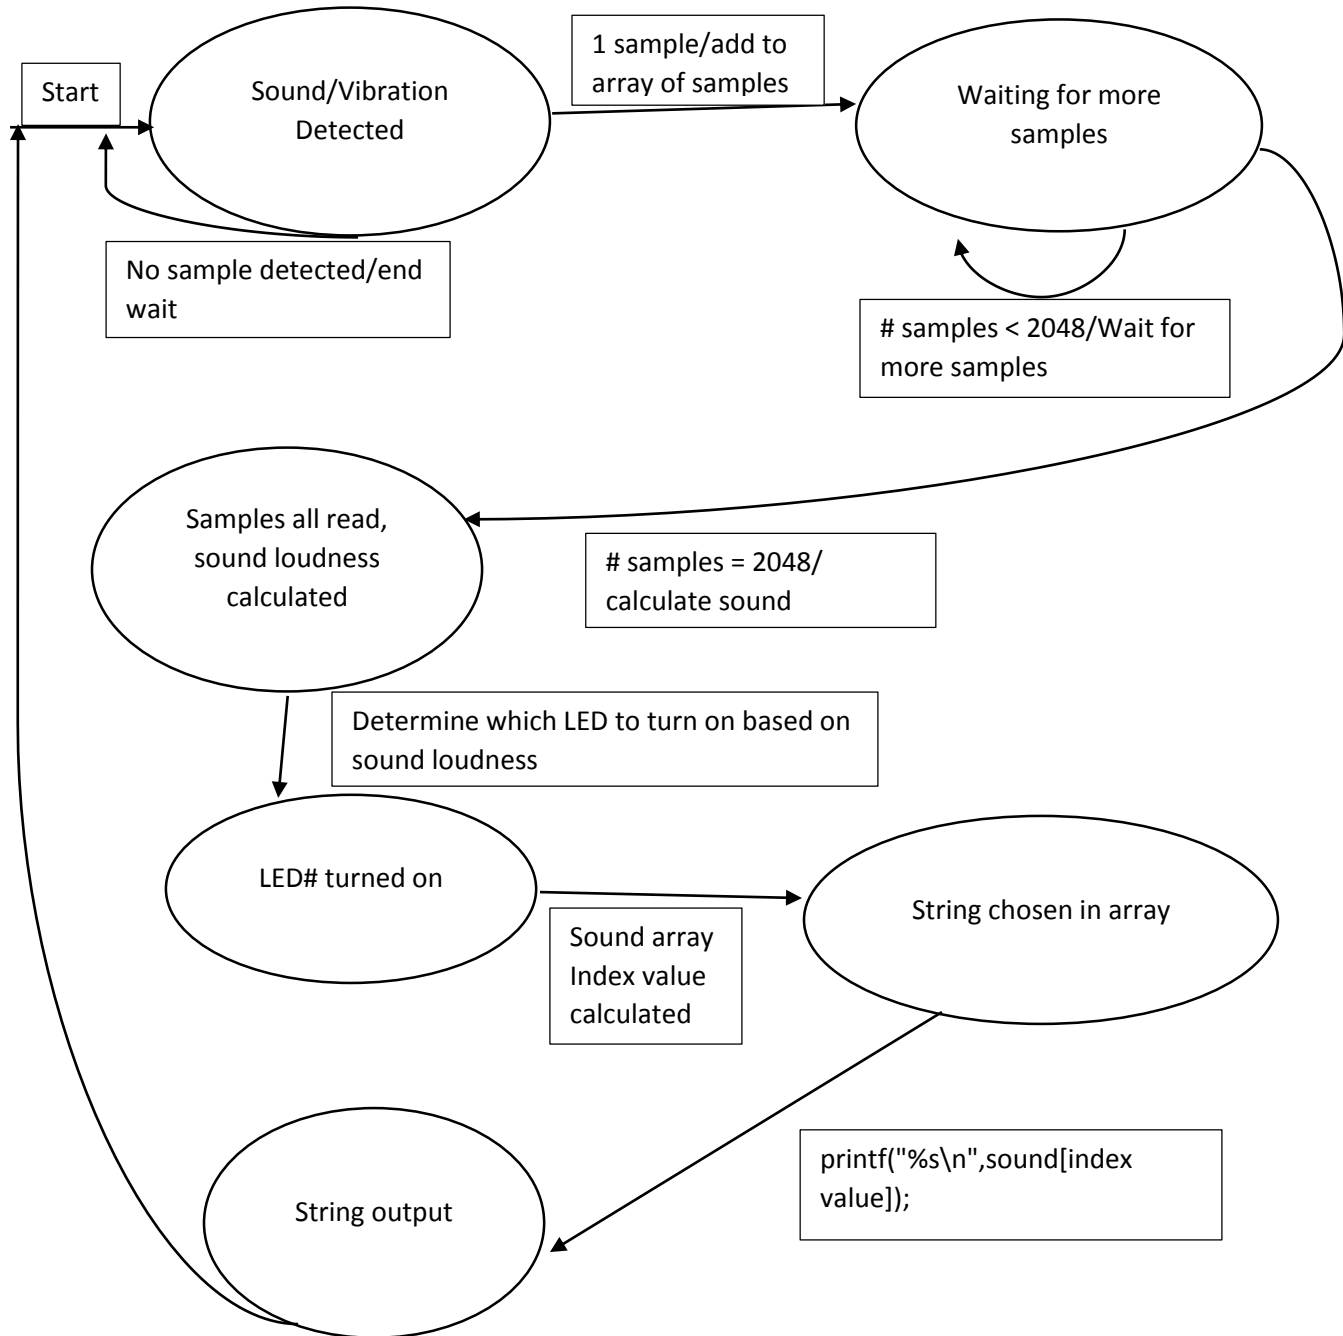 Start
Sound/Vibration
Detected
1 sample/add to
array of samples
Waiting for more
samples
No sample detected/end
wait
# samples < 2048/Wait for
more samples
Samples all read,
sound loudness
calculated
# samples = 2048/
calculate sound
Determine which LED to turn on based on
sound loudness
LED# turned on
Sound array
Index value
calculated
String chosen in array
printf("%s\n",sound[index
value]);
String output